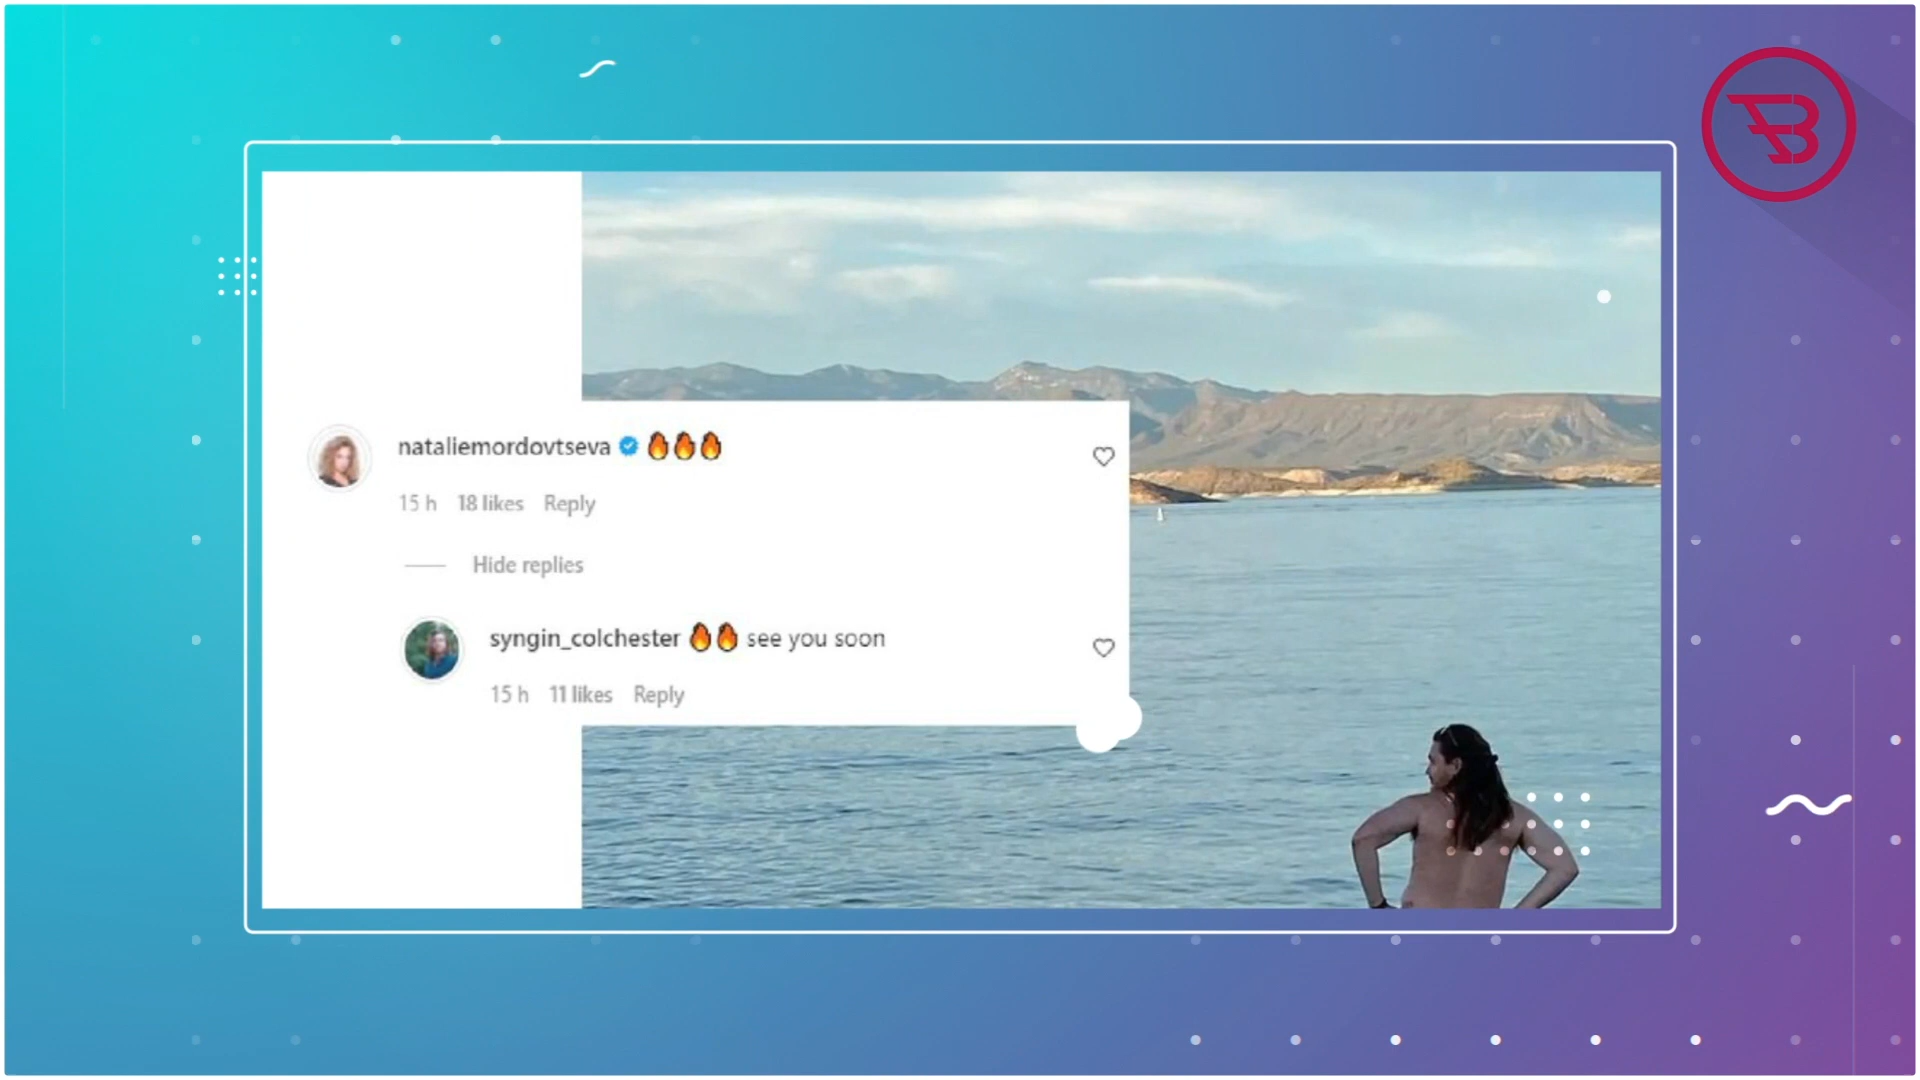 nataliemordovtseva 🔥🔥🔥
15 h 18 likes Reply
Hide replies
syngin_colchester 🔥🔥 see you soon
15 h 11 likes Reply